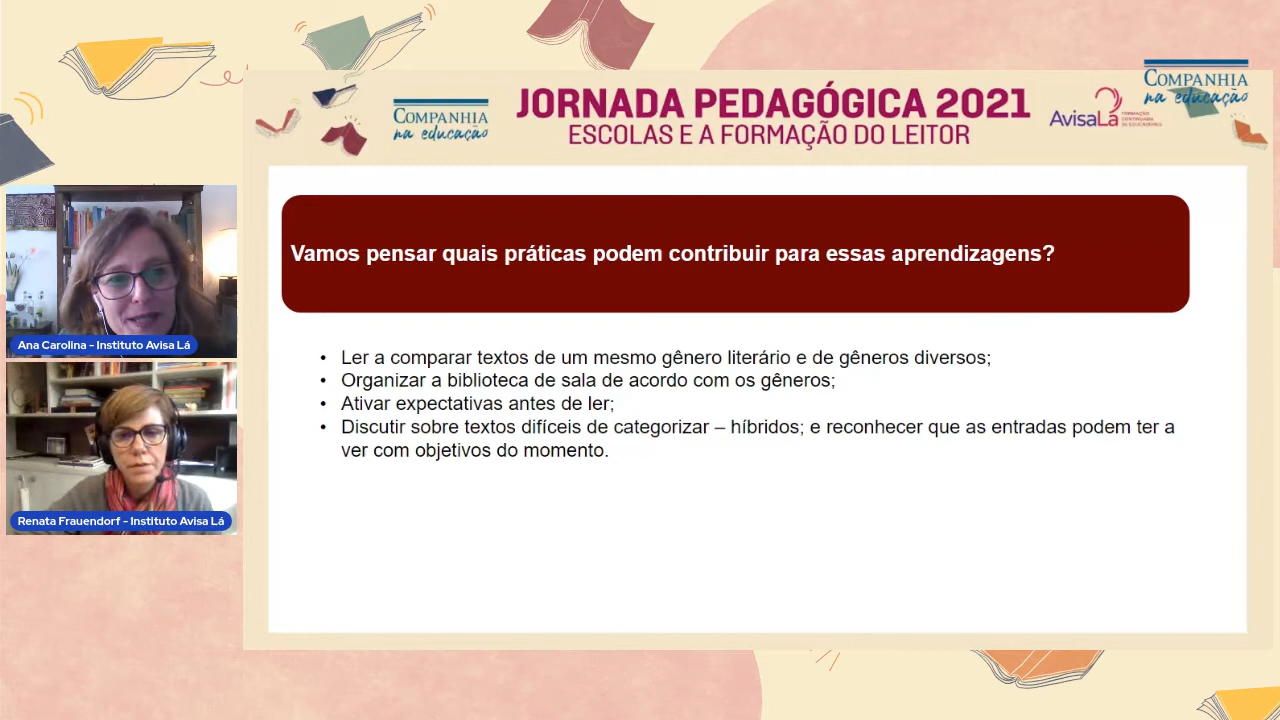 COMPANHIA
na educação
JORNADA PEDAGÓGICA 2021
ESCOLAS E A FORMAÇÃO DO LEITOR
AvisaLá
FORMAÇÃO
CONTINUADA
DE EDUCADORES
COMPANHIA
na educação
Vamos pensar quais práticas podem contribuir para essas aprendizagens?
• Ler a comparar textos de um mesmo gênero literário e de gêneros diversos;
• Organizar a biblioteca de sala de acordo com os gêneros;
• Ativar expectativas antes de ler;
• Discutir sobre textos difíceis de categorizar – híbridos; e reconhecer que as entradas podem ter a
ver com objetivos do momento.
Ana Carolina - Instituto Avisa Lá
Renata Frauendorf - Instituto Avisa Lá